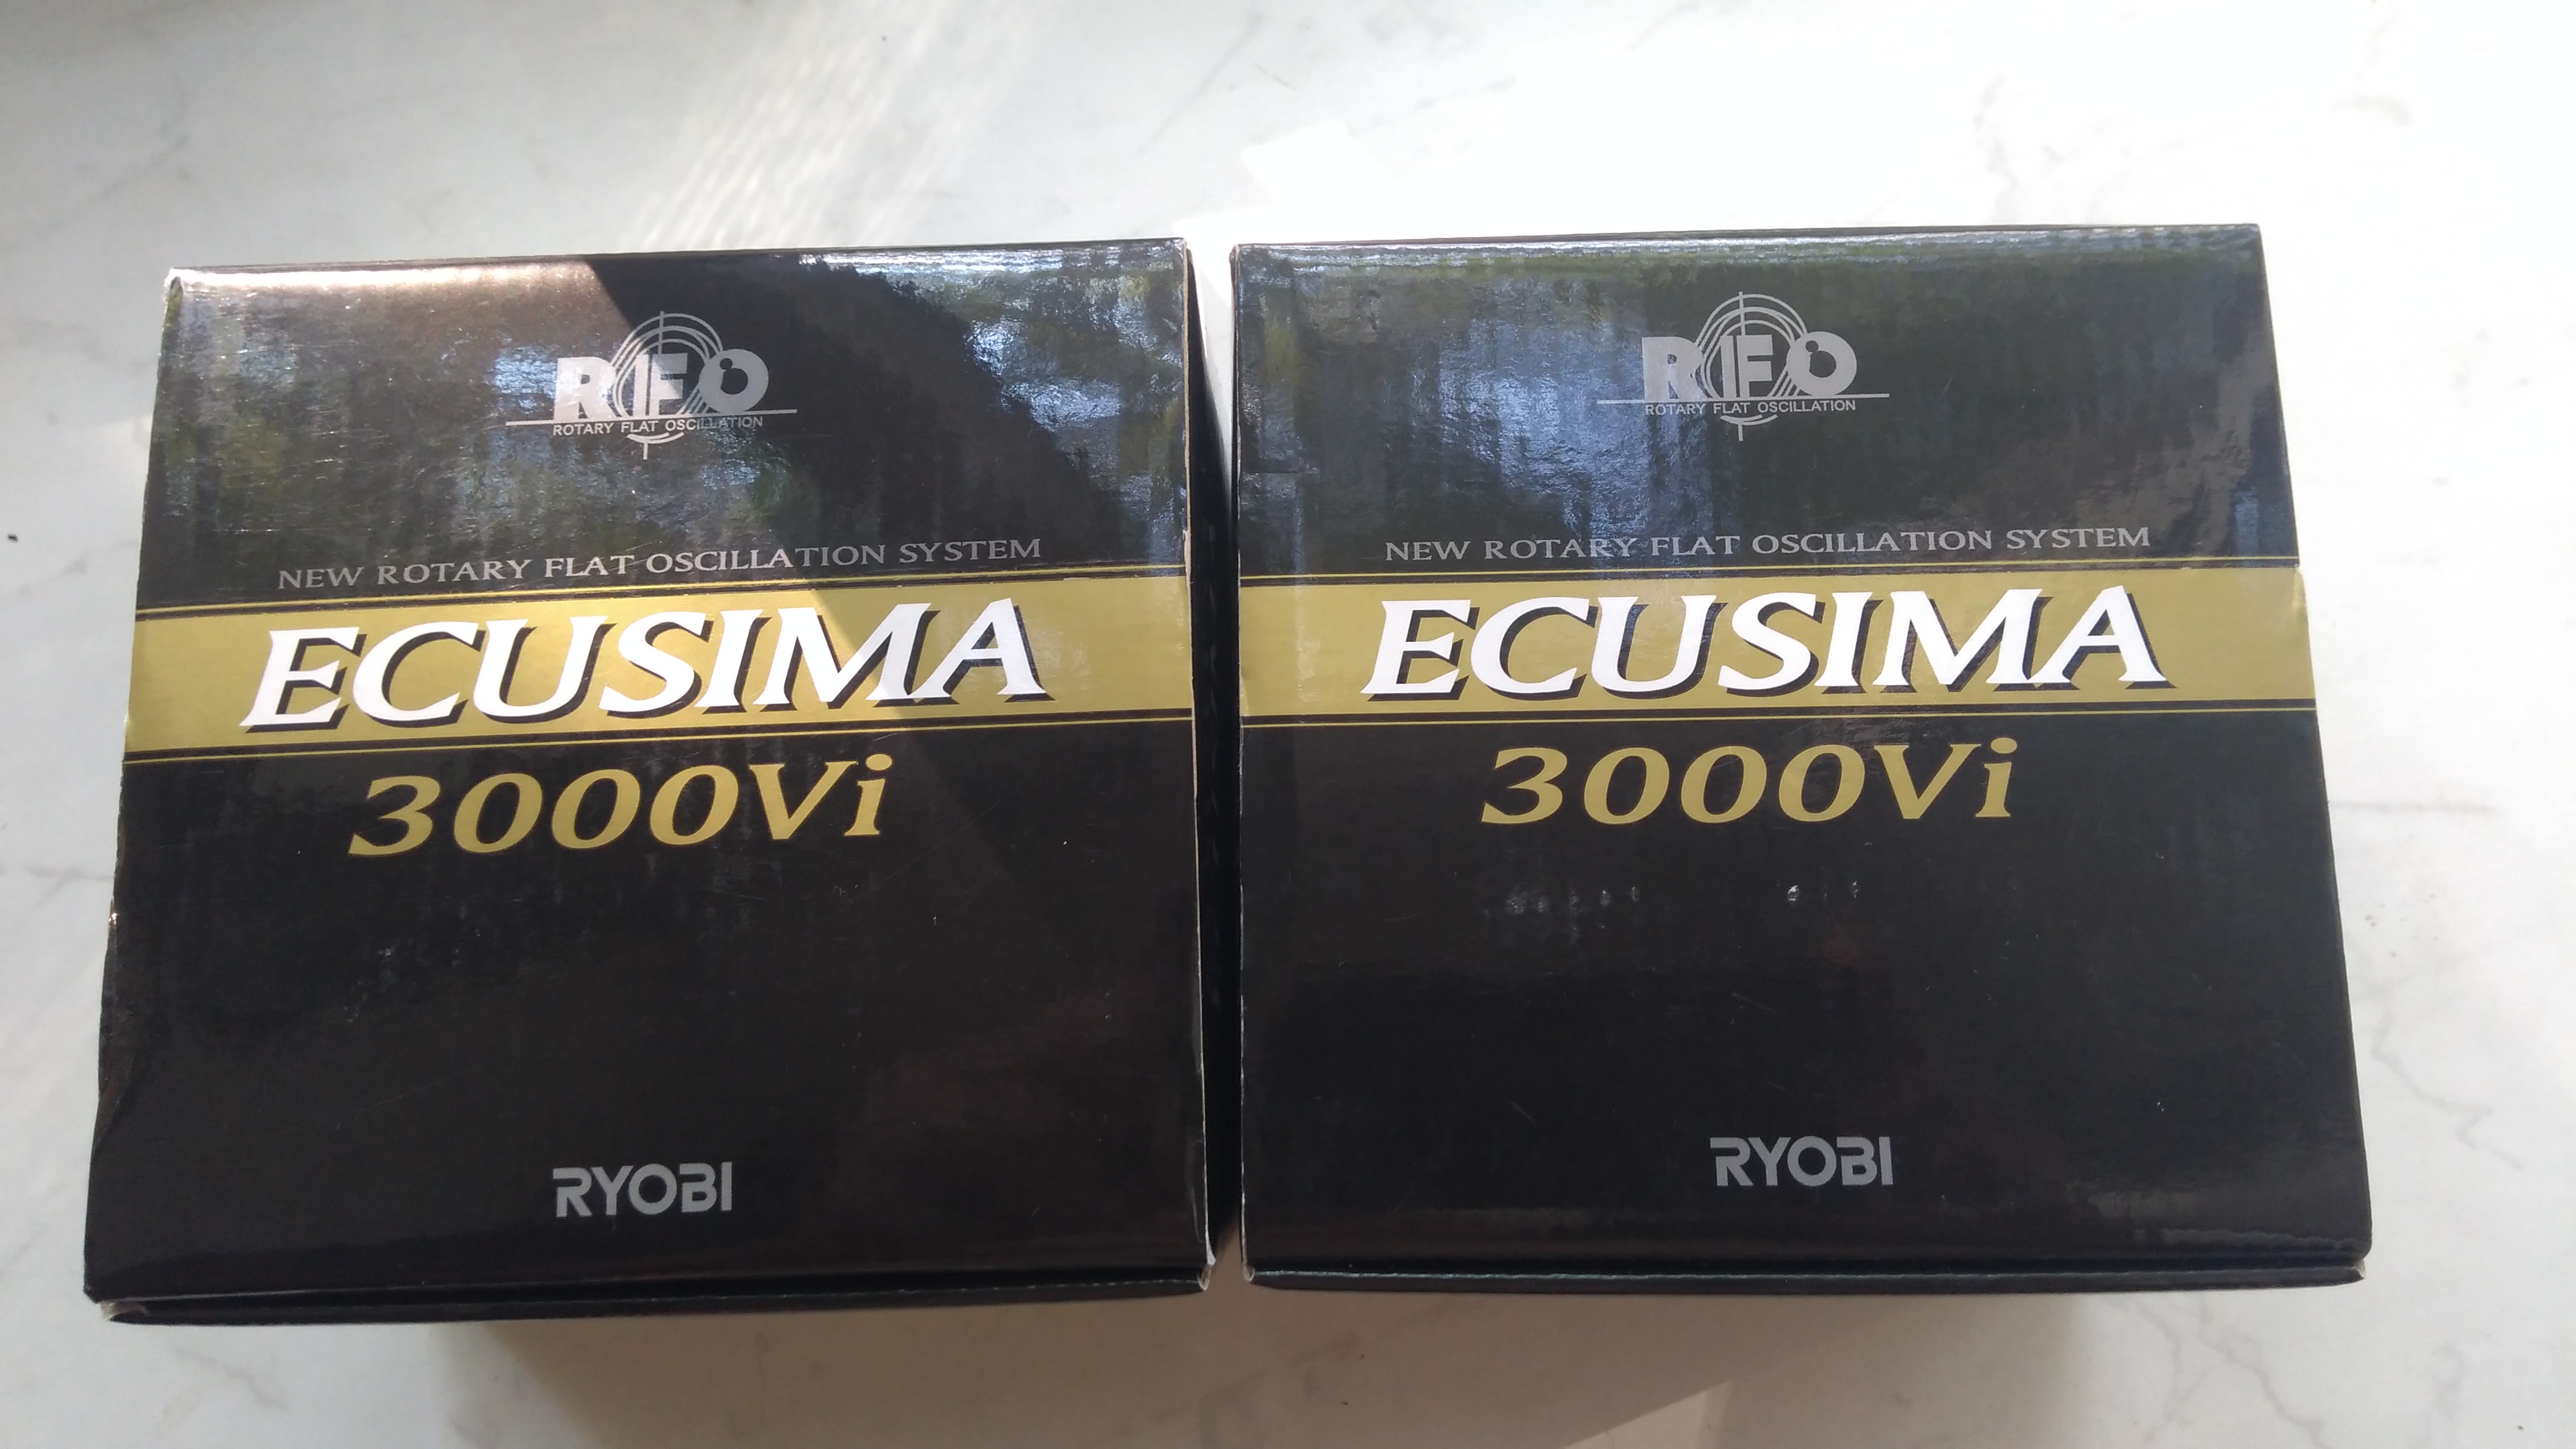 RFO
ROTARY FLAT OSCILLATION
NEW ROTARY FLAT OSCILLATION SYSTEM
ECUSIMA
3000Vi
RYOBI
RFO
ROTARY FLAT OSCILLATION
NEW ROTARY FLAT OSCILLATION SYSTEM
ECUSIMA
3000Vi
RYOBI